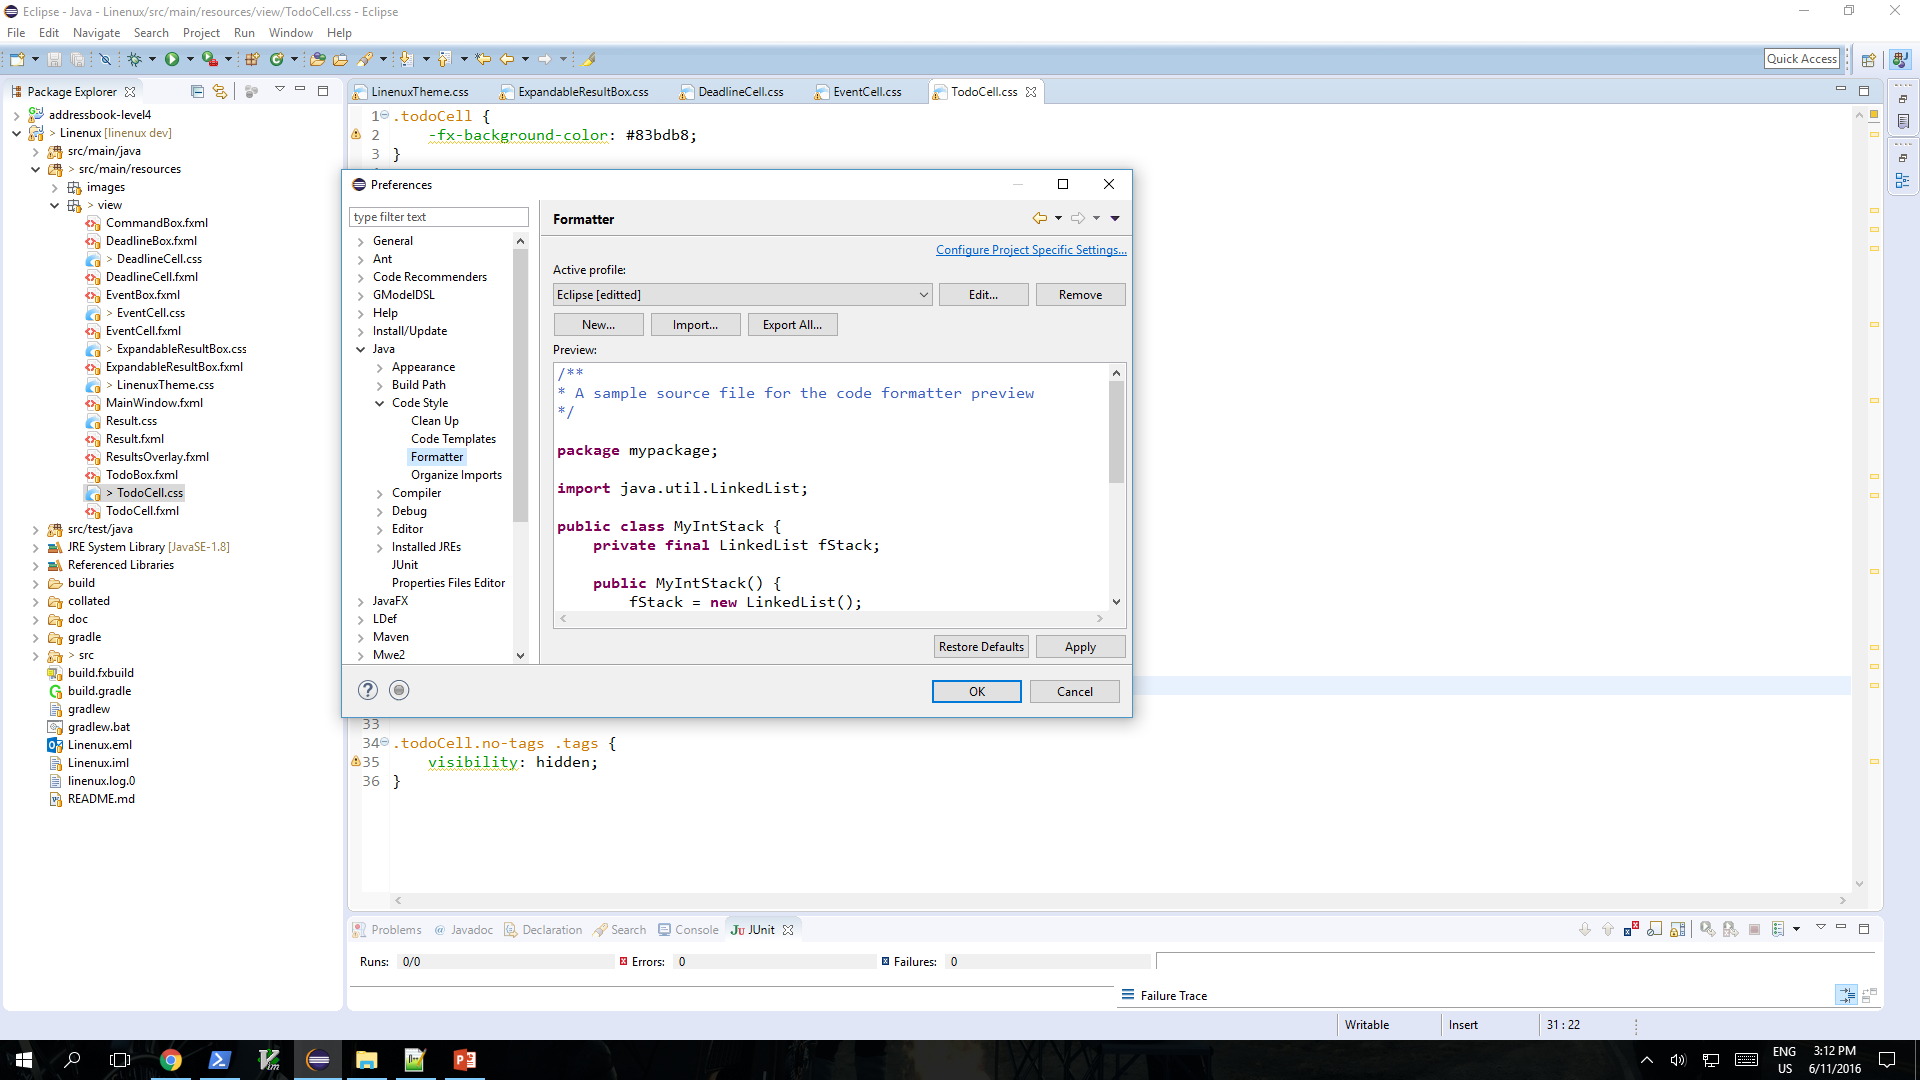 Eclipse - Java - Linenux/src/main/resources/view/TodoCell.css - Eclipse
File Edit Navigate Search Project Run Window Help
Quick Access
Package Explorer
addressbook-level4
> Linenux [linenux dev]
src/main/java
> src/main/resources
images
> view
CommandBox.fxml
DeadlineBox.fxml
> DeadlineCell.css
DeadlineCell.fxml
EventBox.fxml
> EventCell.css
EventCell.fxml
> ExpandableResultBox.css
ExpandableResultBox.fxml
> LinenuxTheme.css
MainWindow.fxml
Result.css
Result.fxml
ResultsOverlay.fxml
TodoBox.fxml
> TodoCell.css
TodoCell.fxml
src/test/java
JRE System Library [JavaSE-1.8]
Referenced Libraries
build
collated
doc
gradle
> src
build.fxbuild
build.gradle
gradlew
gradlew.bat
Linenux.eml
Linenux.iml
linenux.log.0
README.md
LinenuxTheme.css ExpandableResultBox.css DeadlineCell.css EventCell.css TodoCell.css
1 .todoCell {
2 -fx-background-color: #83bdb8;
3 }
Preferences
type filter text
General
Ant
Code Recommenders
GModelDSL
Help
Install/Update
Java
Appearance
Build Path
Code Style
Clean Up
Code Templates
Formatter
Organize Imports
Compiler
Debug
Editor
Installed JREs
JUnit
Properties Files Editor
JavaFX
LDef
Maven
Mwe2
Formatter
Configure Project Specific Settings...
Active profile:
Eclipse [editted] Edit... Remove
New... Import... Export All...
Preview:
/**
* A sample source file for the code formatter preview
*/
package mypackage;
import java.util.LinkedList;
public class MyIntStack {
private final LinkedList fStack;
public MyIntStack() {
fStack = new LinkedList();
Restore Defaults Apply
OK Cancel
33
34 .todoCell.no-tags .tags {
35 visibility: hidden;
36 }
Problems @ Javadoc Declaration Search Console JUnit
Runs: 0/0 Errors: 0 Failures: 0
Failure Trace
Writable Insert 31 : 22
ENG
US
3:12 PM
6/11/2016